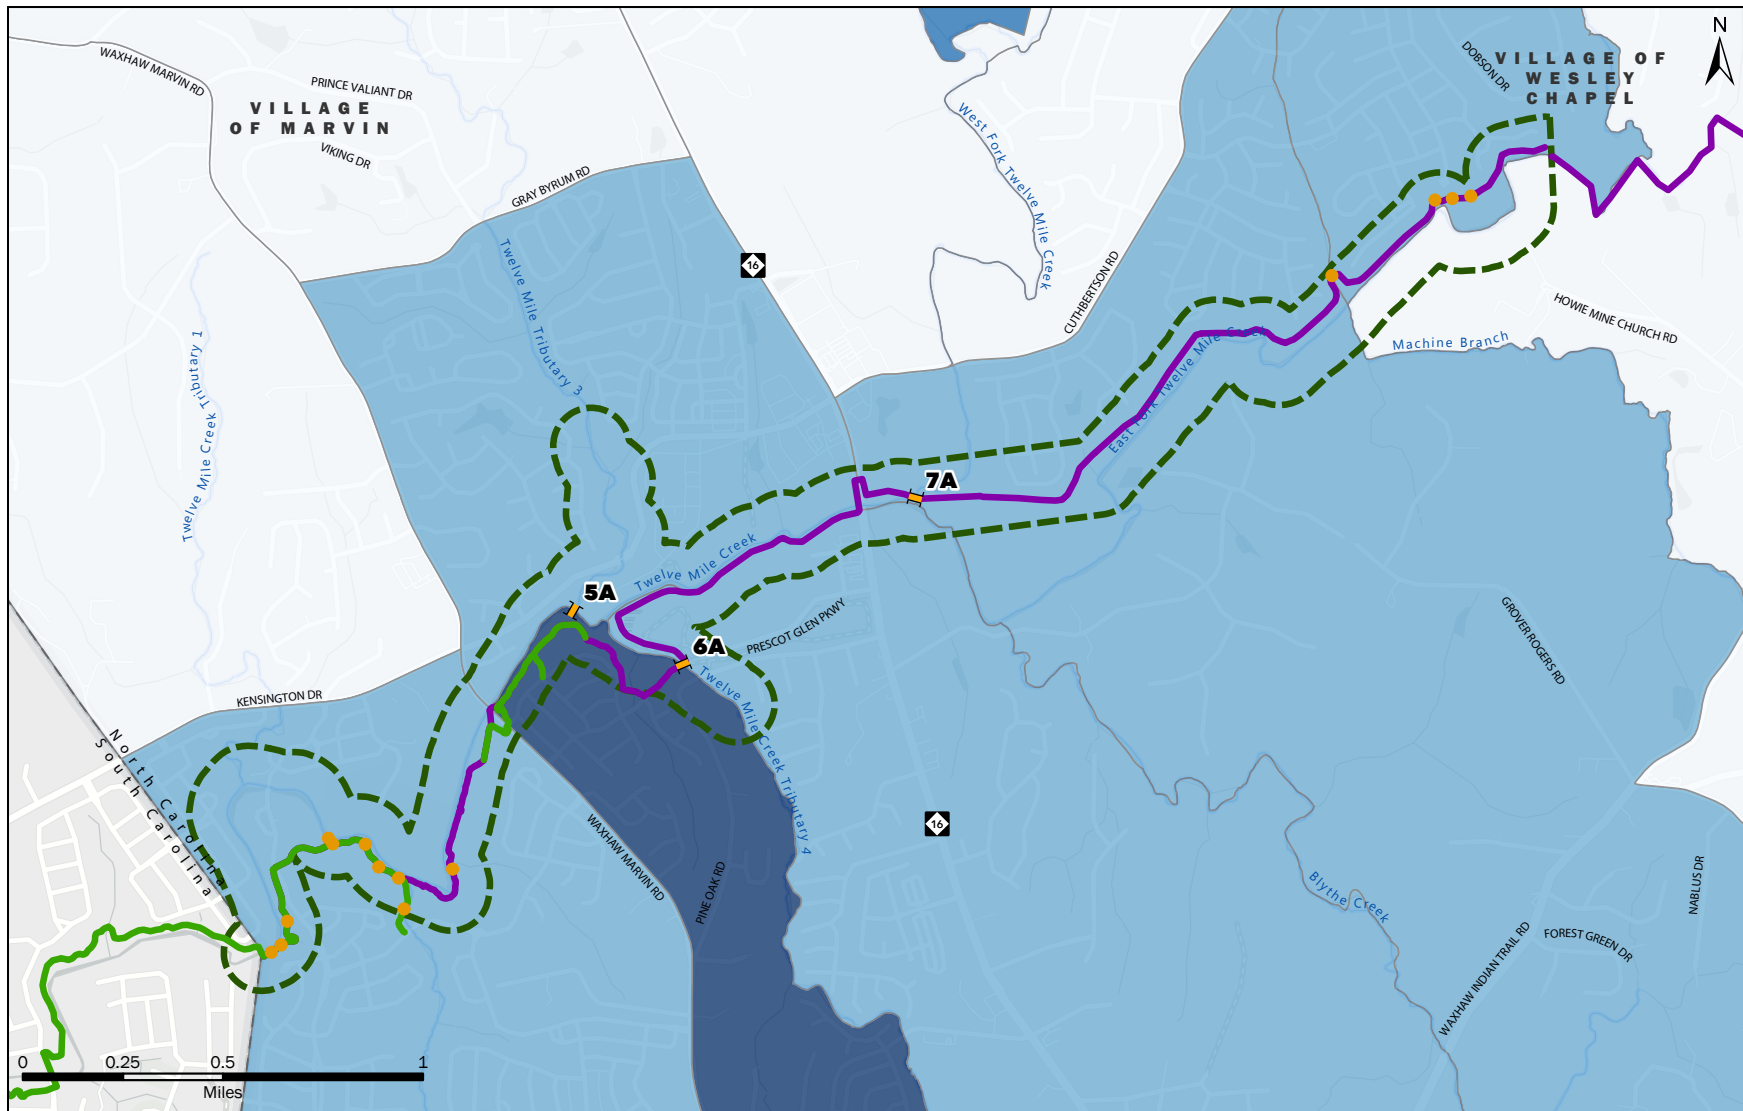 N
VILLAGE OF
WESLEY
CHAPEL
DOBSON DR
WAXHAW MARVIN RD
PRINCE VALIANT DR
VILLAGE
OF MARVIN
VIKING DR
GRAY BYRUM RD
West Fork Twelve Mile Creek
16
CUTHBERTSON RD
Twelve Mile Tributary 3
Twelve Mile Creek Tributary 1
HOWIE MINE CHURCH RD
Machine Branch
East Fork Twelve Mile Creek
7A
Twelve Mile Creek
5A
6A
PRESCOT GLEN PKWY
GROVER ROGERS RD
KENSINGTON DR
Twelve Mile Creek Tributary 4
North Carolina
South Carolina
16
WAXHAW MARVIN RD
PINE OAK RD
Blythe Creek
NABLUS DR
FOREST GREEN DR
WAXHAW INDIAN TRAIL RD
0 0.25 0.5 1
Miles